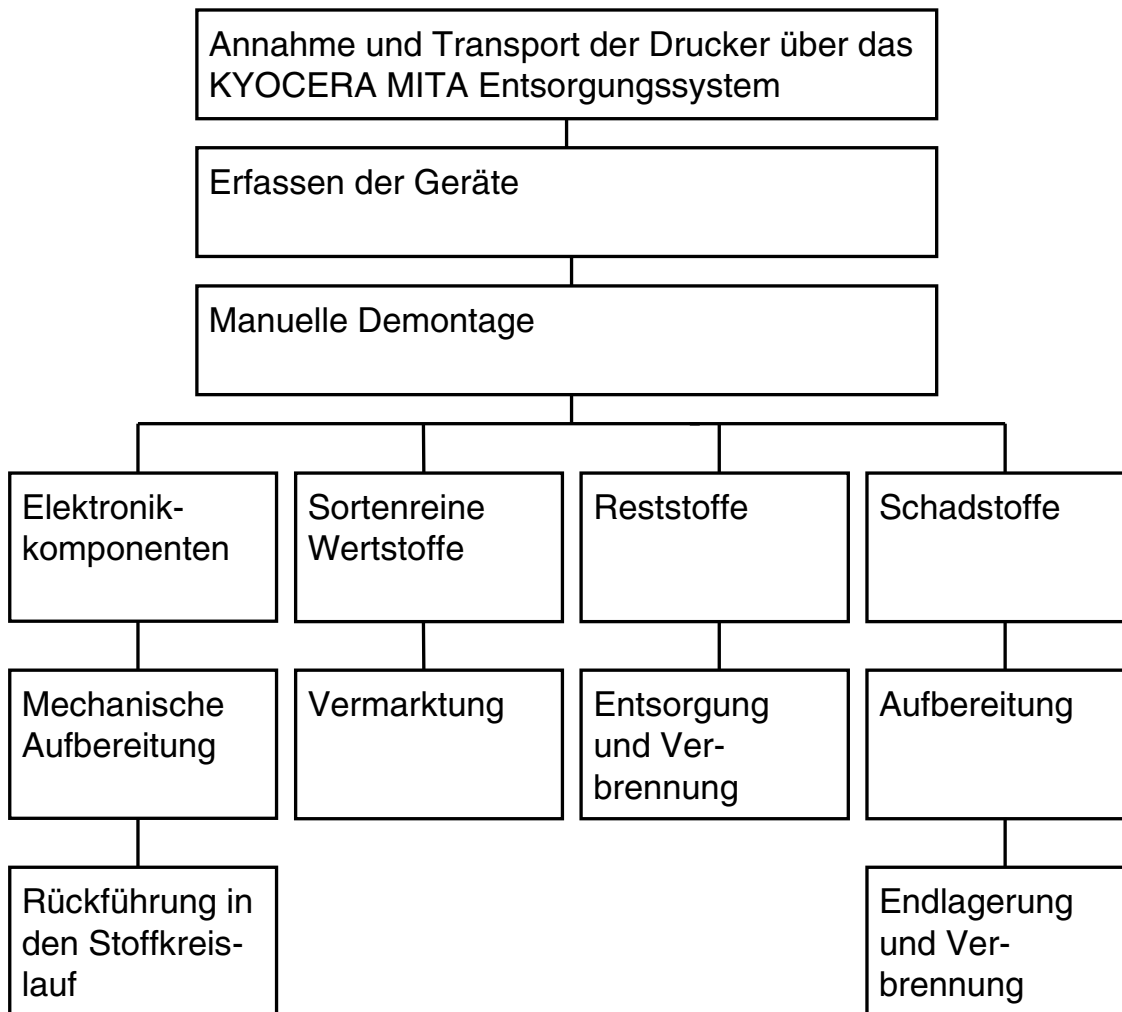 Annahme und Transport der Drucker über das
KYOCERA MITA Entsorgungssystem
Erfassen der Geräte
Manuelle Demontage
Elektronik-
komponenten
Sortenreine
Wertstoffe
Reststoffe
Schadstoffe
Mechanische
Aufbereitung
Vermarktung
Entsorgung
und Ver-
brennung
Aufbereitung
Rückführung in
den Stoffkreis-
lauf
Endlagerung
und Ver-
brennung